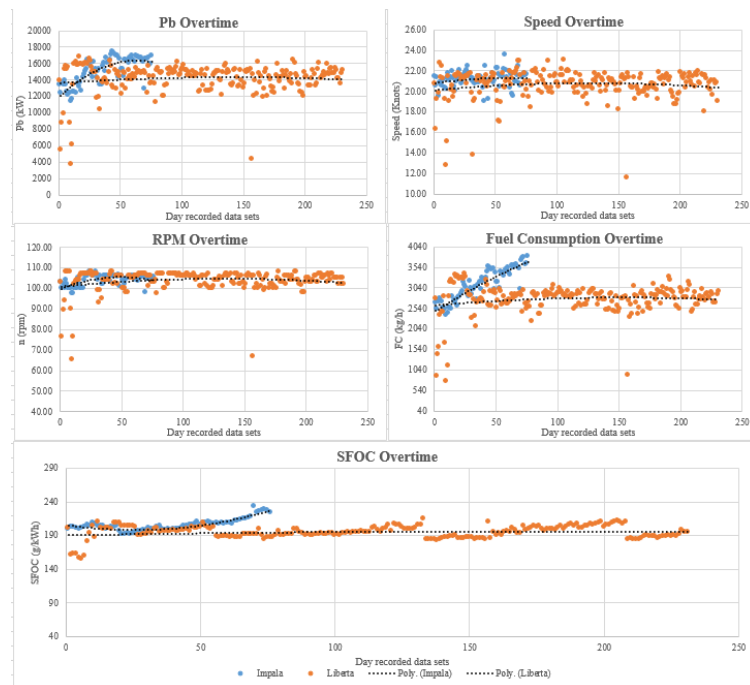 Pb Overtime
20000
18000
16000
14000
12000
10000
8000
6000
4000
2000
0
Pb (kW)
0 50 100 150 200 250
Day recorded data sets
Speed Overtime
26.00
24.00
22.00
20.00
18.00
16.00
14.00
12.00
10.00
Speed (Knots)
0 50 100 150 200 250
Day recorded data sets
RPM Overtime
120.00
110.00
100.00
90.00
80.00
70.00
60.00
50.00
40.00
n (rpm)
0 50 100 150 200 250
Day recorded data sets
Fuel Consumption Overtime
4040
3540
3040
2540
2040
1540
1040
540
40
FC (kg/h)
0 50 100 150 200 250
Day recorded data sets
SFOC Overtime
290
240
190
140
90
40
SFOC (g/kWh)
0 50 100 150 200 250
Day recorded data sets
Impala Liberta Poly. (Impala) Poly. (Liberta)